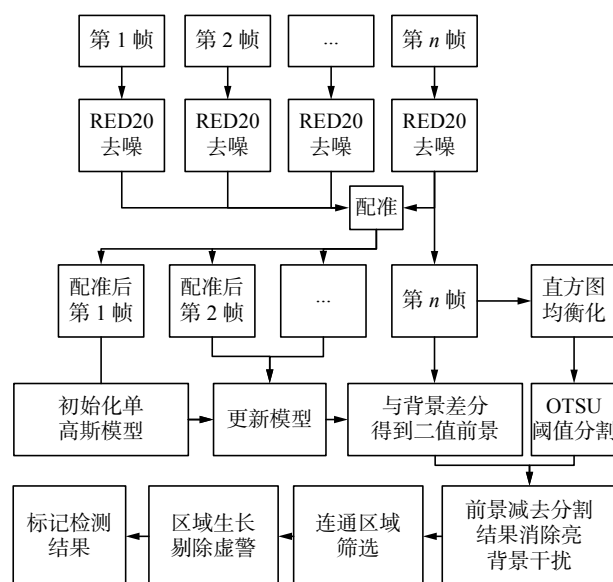 第 1 帧
第 2 帧
...
第 n 帧
RED20
去噪
RED20
去噪
RED20
去噪
RED20
去噪
配准
配准后
第 1 帧
配准后
第 2 帧
...
第 n 帧
直方图
均衡化
初始化单
高斯模型
更新模型
与背景差分
得到二值前景
OTSU
阈值分割
标记检测
结果
区域生长
剔除虚警
连通区域
筛选
前景减去分割
结果消除亮
背景干扰